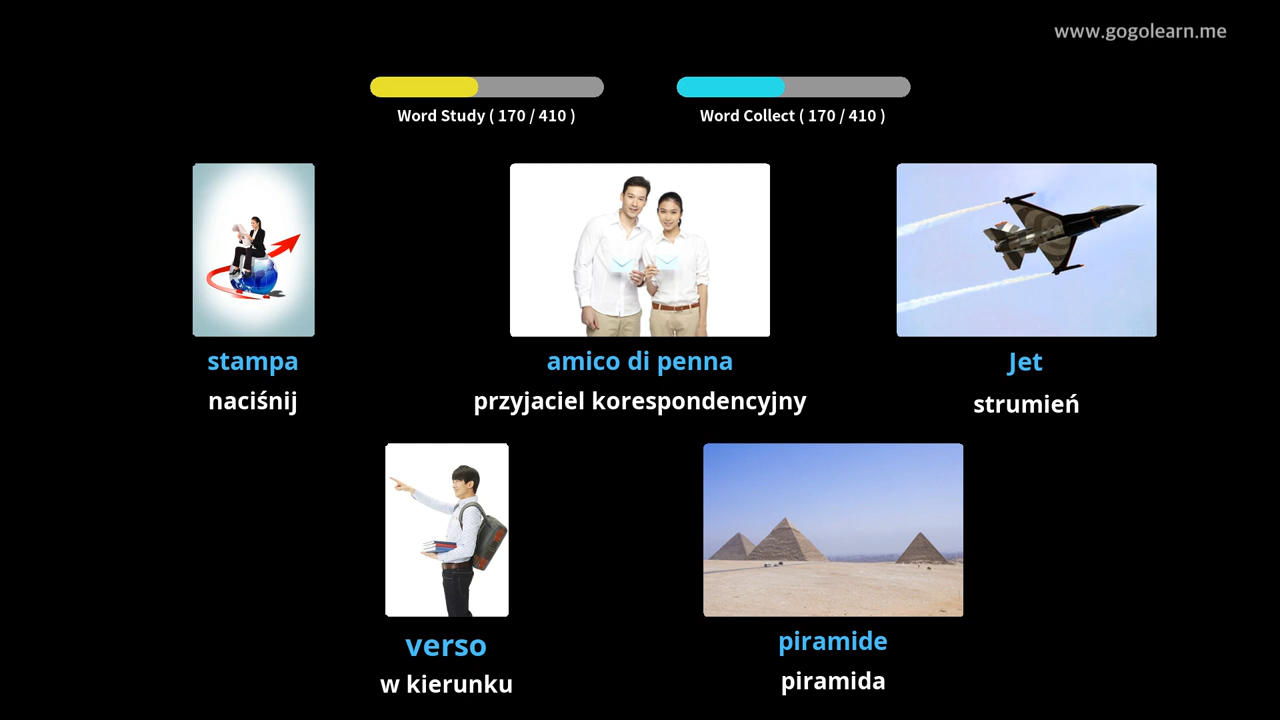 www.gogolearn.me
Word Study ( 170 / 410 )
Word Collect ( 170 / 410 )
stampa
naciśnij
amico di penna
przyjaciel korespondencyjny
Jet
strumień
verso
w kierunku
piramide
piramida